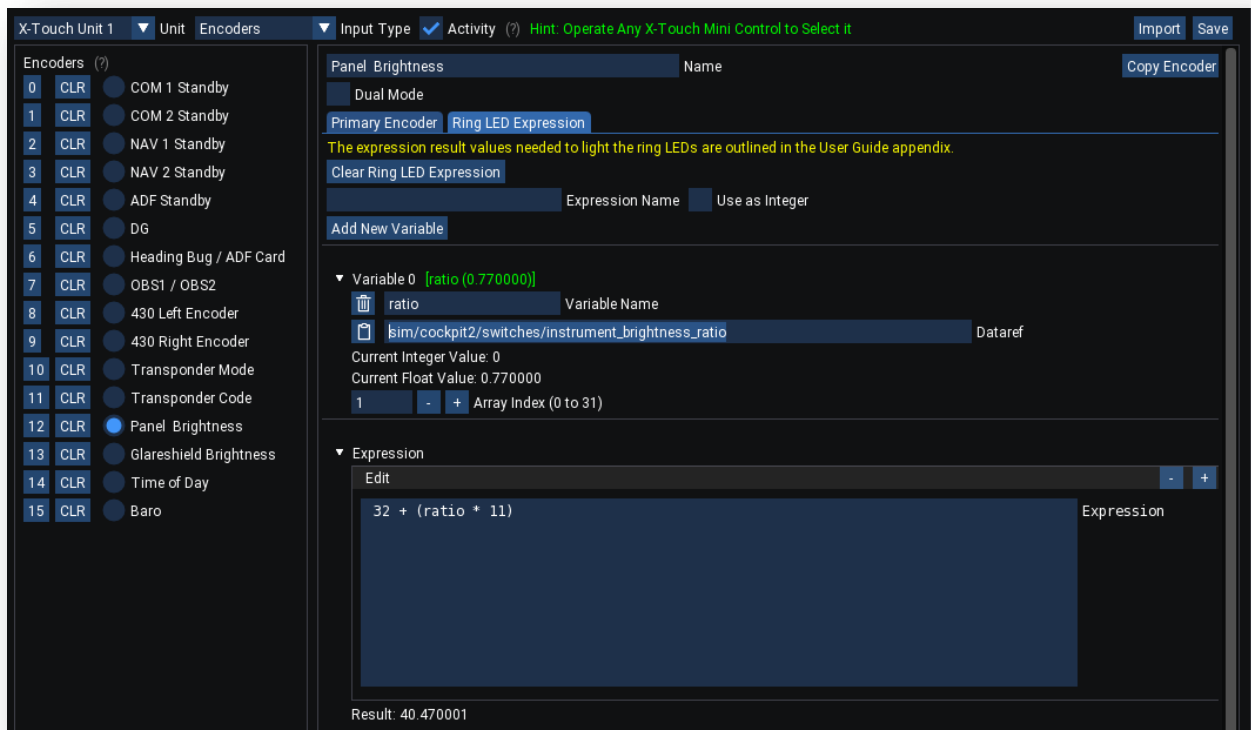 X-Touch Unit 1 Unit Encoders Input Type Activity (?) Hint: Operate Any X-Touch Mini Control to Select it Import Save
Encoders (?)
0 CLR COM 1 Standby
1 CLR COM 2 Standby
2 CLR NAV 1 Standby
3 CLR NAV 2 Standby
4 CLR ADF Standby
5 CLR DG
6 CLR Heading Bug / ADF Card
7 CLR OBS1 / OBS2
8 CLR 430 Left Encoder
9 CLR 430 Right Encoder
10 CLR Transponder Mode
11 CLR Transponder Code
12 CLR Panel  Brightness
13 CLR Glareshield Brightness
14 CLR Time of Day
15 CLR Baro
Panel  Brightness Name Copy Encoder
Dual Mode
Primary Encoder Ring LED Expression
The expression result values needed to light the ring LEDs are outlined in the User Guide appendix.
Clear Ring LED Expression
Expression Name Use as Integer
Add New Variable
Variable 0 [ratio (0.770000)]
ratio Variable Name
sim/cockpit2/switches/instrument_brightness_ratio Dataref
Current Integer Value: 0
Current Float Value: 0.770000
1 - + Array Index (0 to 31)
Expression
Edit - +
32 + (ratio * 11) Expression
Result: 40.470001